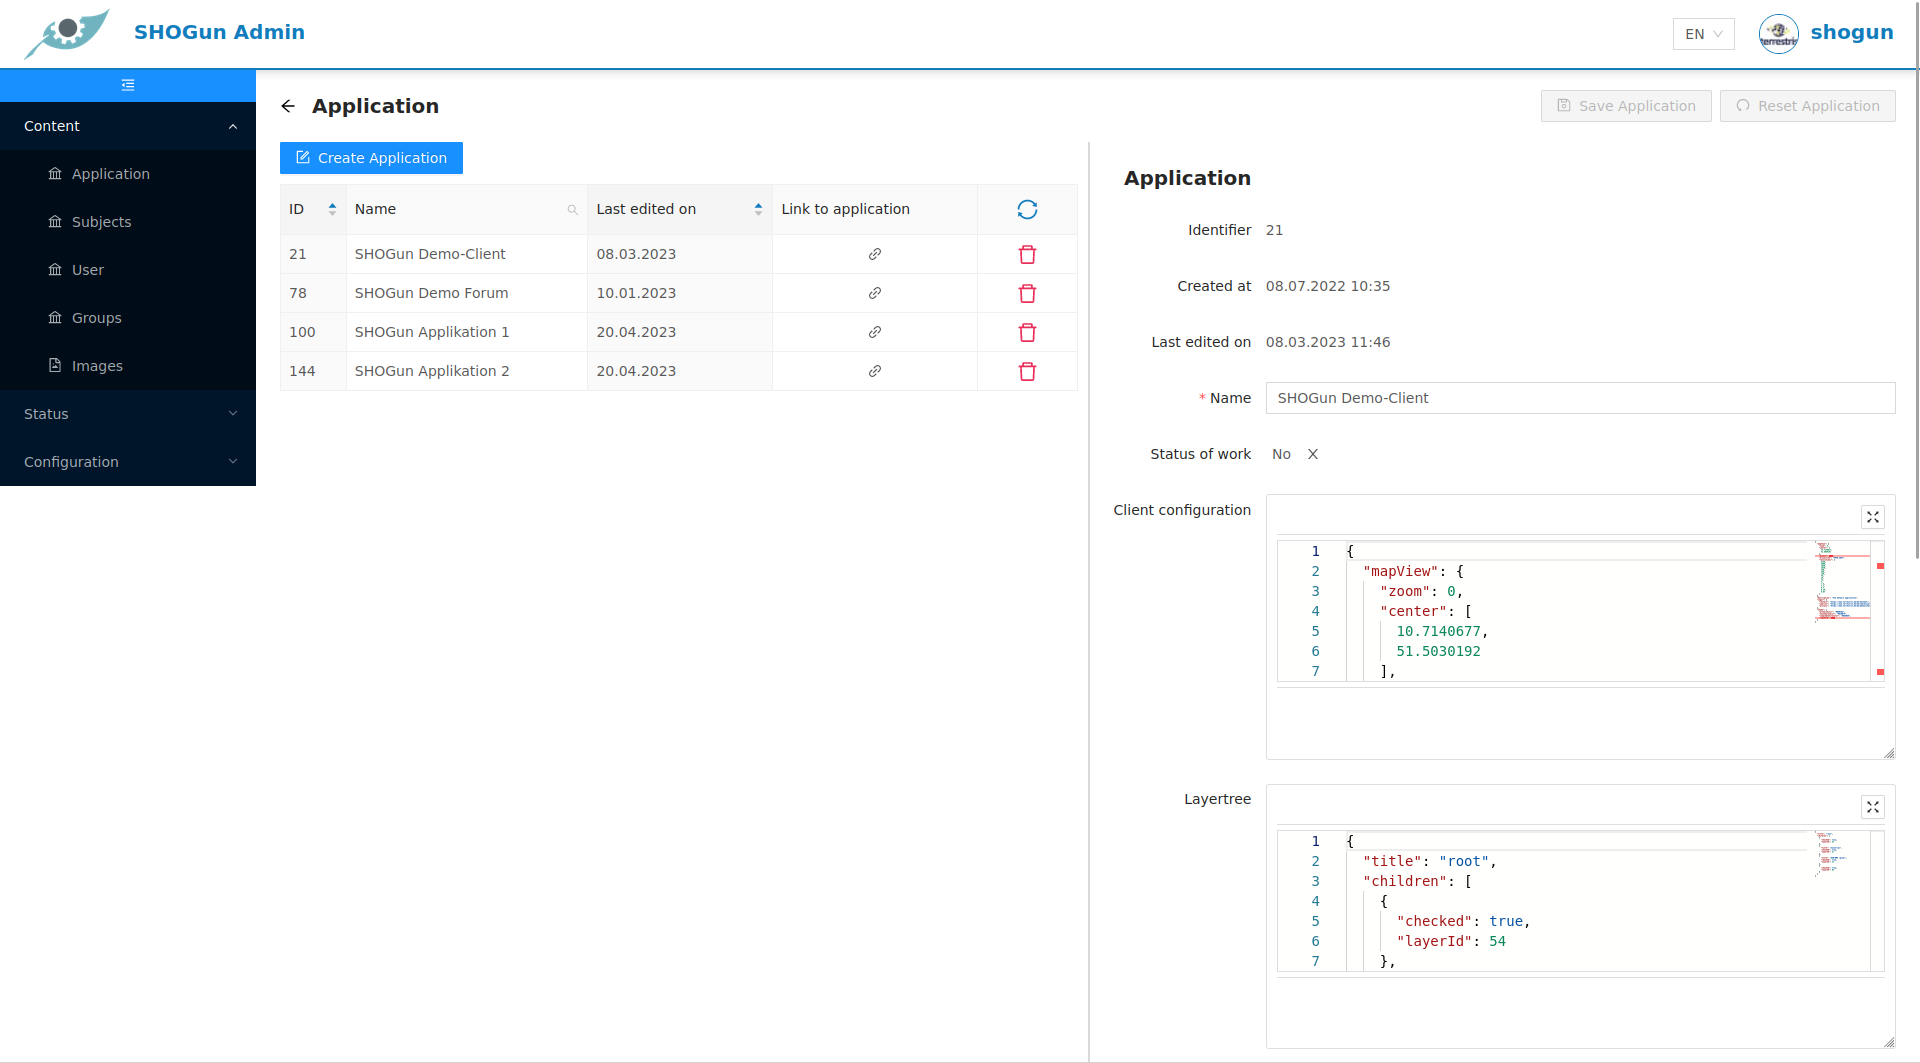 SHOGun Admin
EN
terrestris
shogun
Content
Application
Subjects
User
Groups
Images
Status
Configuration
Application
Save Application
Reset Application
Create Application
ID Name Last edited on Link to application
21 SHOGun Demo-Client 08.03.2023
78 SHOGun Demo Forum 10.01.2023
100 SHOGun Applikation 1 20.04.2023
144 SHOGun Applikation 2 20.04.2023
Application
Identifier 21
Created at 08.07.2022 10:35
Last edited on 08.03.2023 11:46
* Name SHOGun Demo-Client
Status of work No
Client configuration
1 {
2 "mapView": {
3 "zoom": 0,
4 "center": [
5 10.7140677,
6 51.5030192
7 ],
Layertree
1 {
2 "title": "root",
3 "children": [
4 {
5 "checked": true,
6 "layerId": 54
7 },